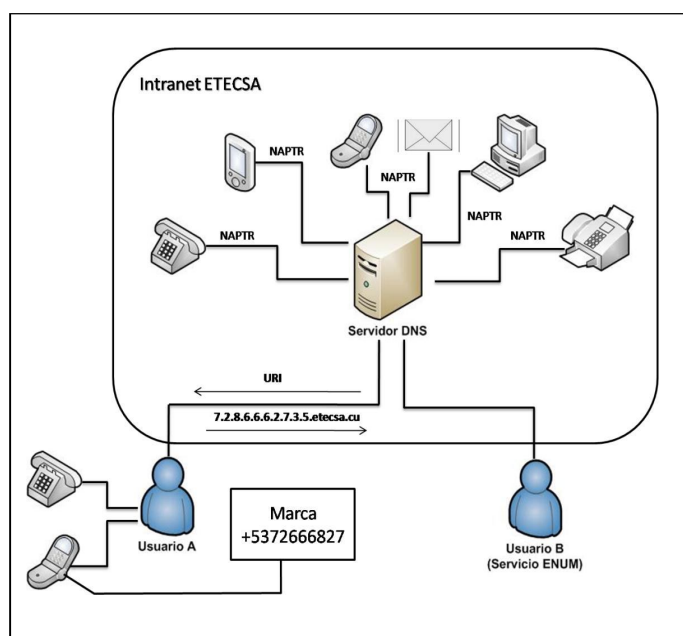 Intranet ETECSA
NAPTR
NAPTR
NAPTR
NAPTR
NAPTR
Servidor DNS
URI
7.2.8.6.6.6.2.7.3.5.etecsa.cu
Usuario A
Marca
+5372666827
Usuario B
(Servicio ENUM)